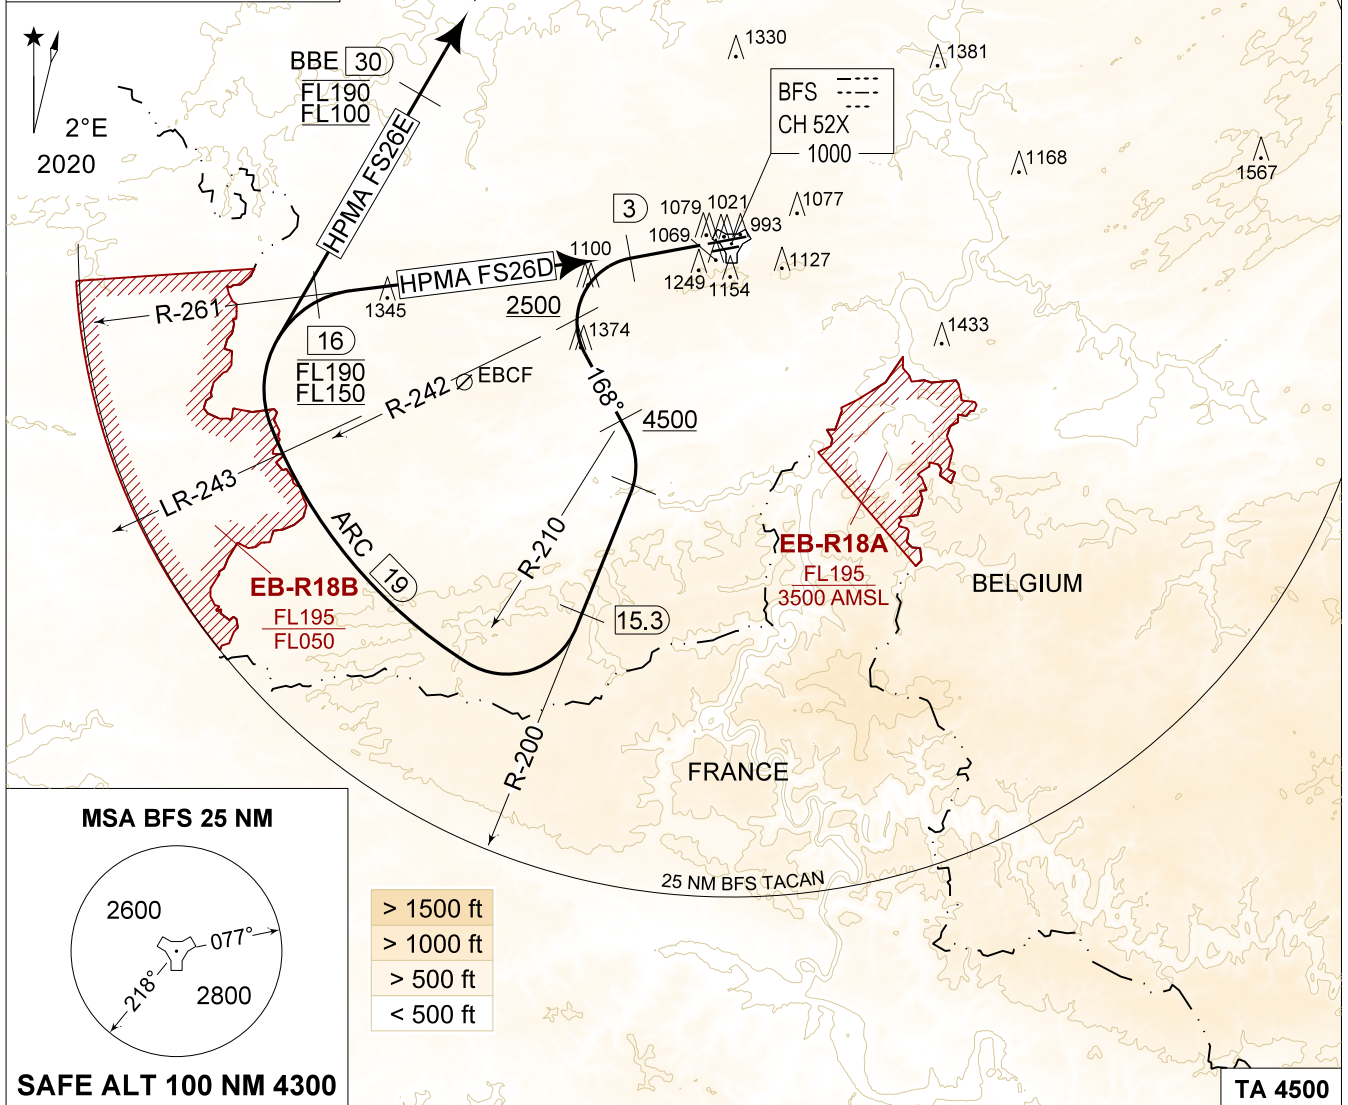 BBE 30
FL190
FL100
2°E
2020
HPMA FS26E
1330
1381
BFS
CH 52X
1000
1168
1567
3
1079
1021
1077
1069
993
1100
HPMA FS26D
1249
1154
1127
R-261
1345
2500
16
1374
1433
FL190
FL150
R-242
EBCF
168°
4500
LR-243
ARC 19
R-210
EB-R18A
FL195
3500 AMSL
EB-R18B
FL195
FL050
BELGIUM
15.3
R-200
FRANCE
25 NM BFS TACAN
MSA BFS 25 NM
2600
077°
218°
2800
SAFE ALT 100 NM 4300
> 1500 ft
> 1000 ft
> 500 ft
< 500 ft
TA 4500